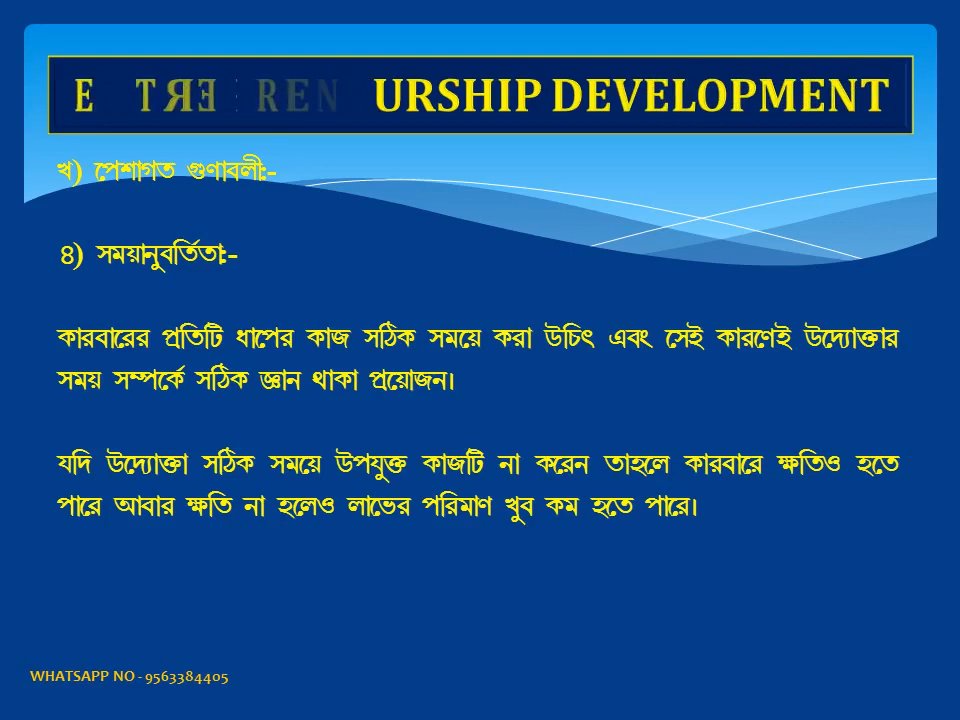 URSHIP DEVELOPMENT
খ) পেশাগত গুণাবলী:-
৪) সময়ানুবর্তিতা:-
কারবারের প্রতিটি ধাপের কাজ সঠিক সময়ে করা উচিৎ এবং সেই কারণেই উদ্যোক্তার
সময় সম্পর্কে সঠিক জ্ঞান থাকা প্রয়োজন।
যদি উদ্যোক্তা সঠিক সময়ে উপযুক্ত কাজটি না করেন তাহলে কারবারে ক্ষতিও হতে
পারে আবার ক্ষতি না হলেও লাভের পরিমাণ খুব কম হতে পারে।
WHATSAPP NO - 9563384405